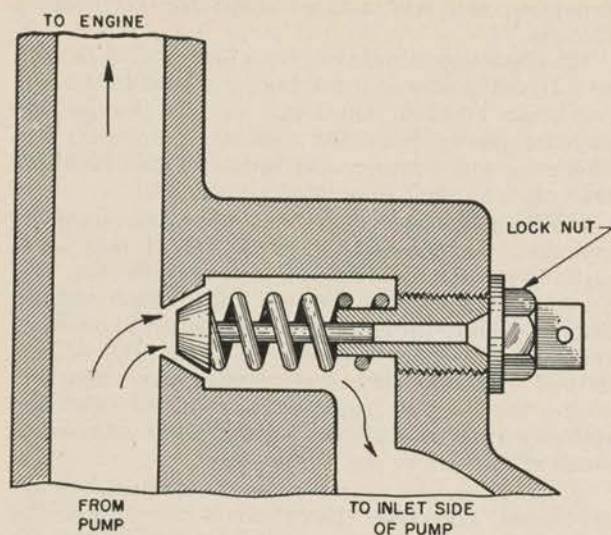 TO ENGINE
LOCK NUT
FROM
PUMP
TO INLET SIDE
OF PUMP